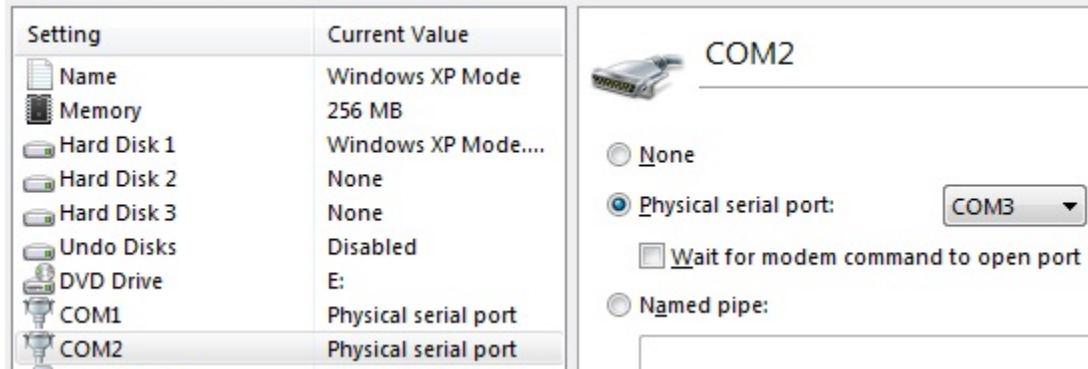 Setting Current Value
Name Windows XP Mode
Memory 256 MB
Hard Disk 1 Windows XP Mode....
Hard Disk 2 None
Hard Disk 3 None
Undo Disks Disabled
DVD Drive E:
COM1 Physical serial port
COM2 Physical serial port
COM2
None
Physical serial port: COM3
Wait for modem command to open port
Named pipe: